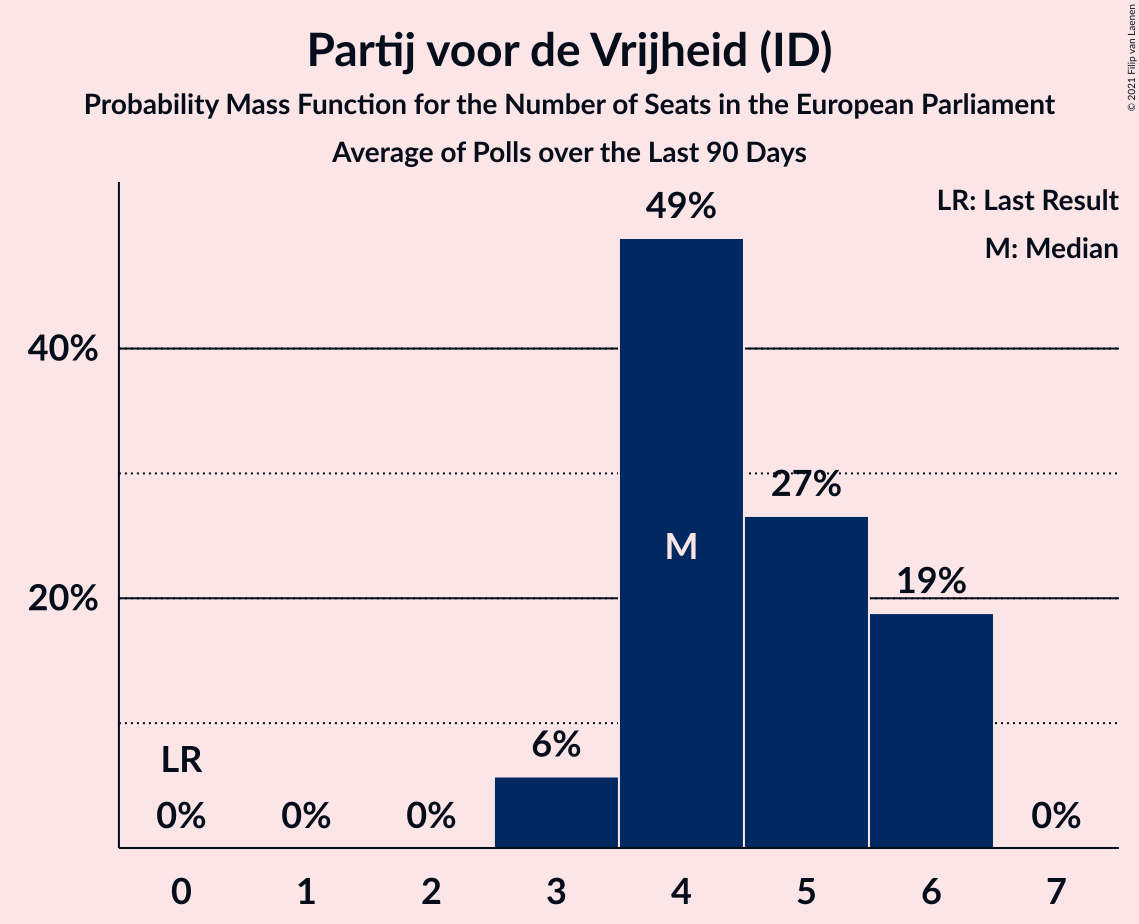 Partij voor de Vrijheid (ID)
Probability Mass Function for the Number of Seats in the European Parliament
Average of Polls over the Last 90 Days
© 2021 Filip van Laenen
LR: Last Result
M: Median
49%
40%
27%
M
19%
20%
6%
LR
0% 0% 0% 0%
0 1 2 3 4 5 6 7